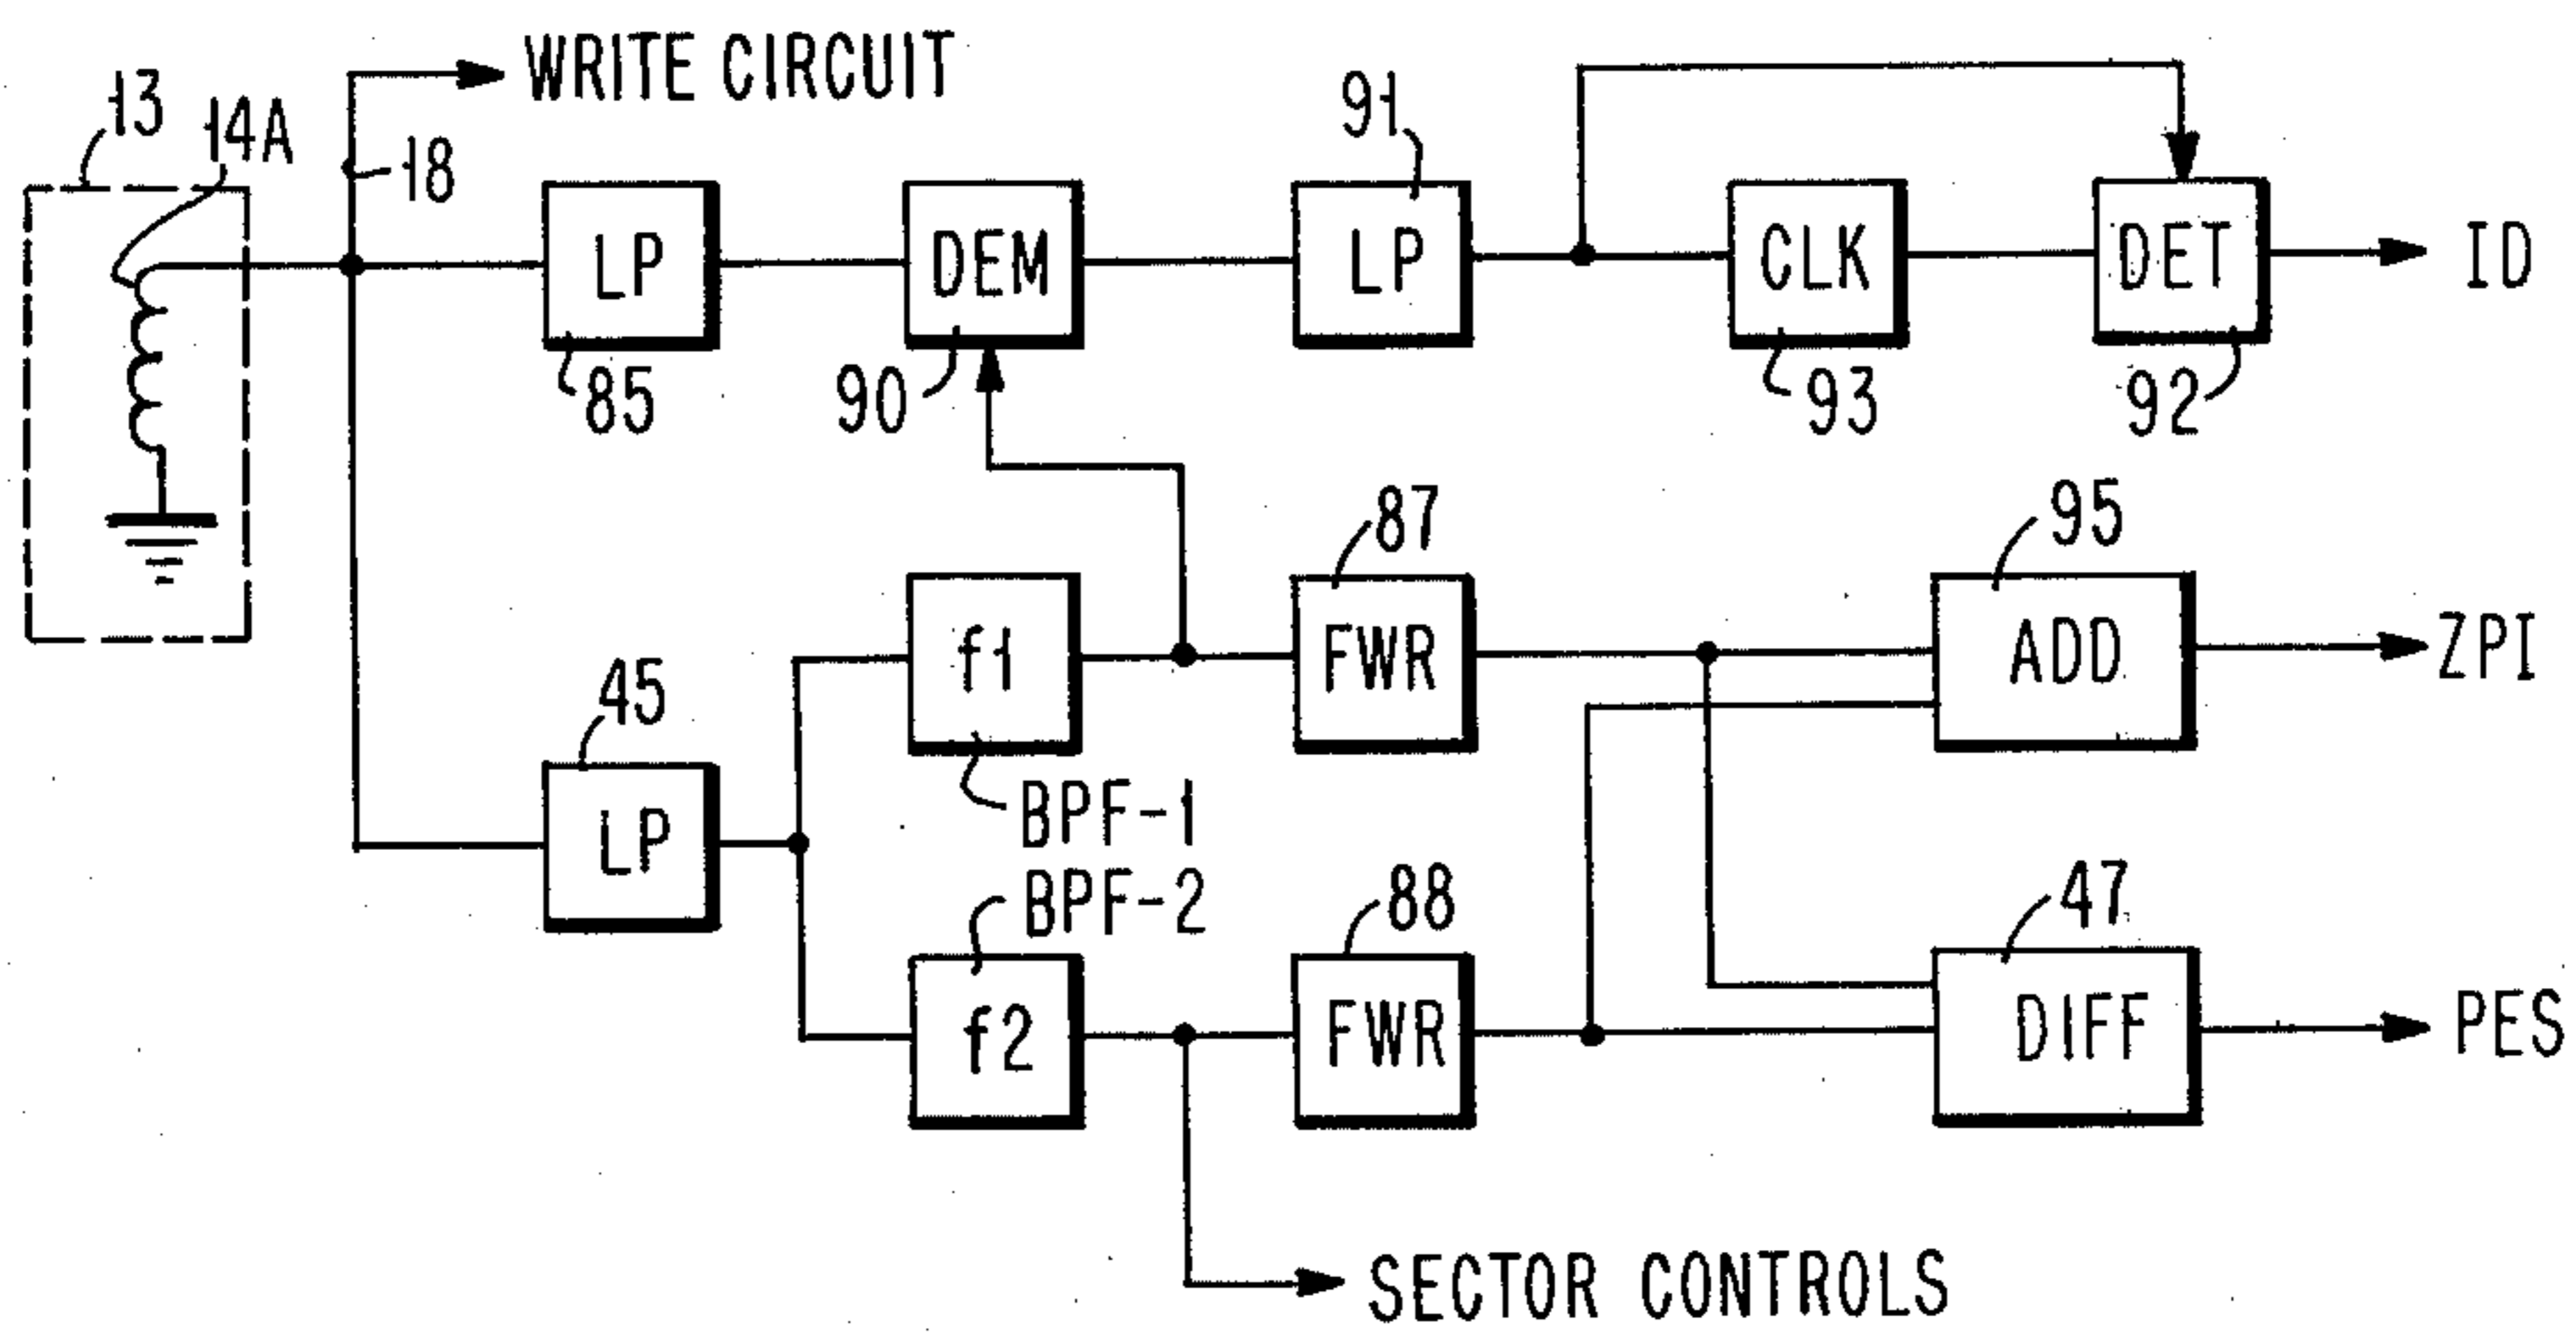 WRITE CIRCUIT
13
14A
18
91
LP
DEM
LP
CLK
DET
ID
85
90
93
92
87
95
f1
FWR
ADD
ZPI
45
LP
BPF-1
BPF-2
88
47
f2
FWR
DIFF
PES
SECTOR CONTROLS